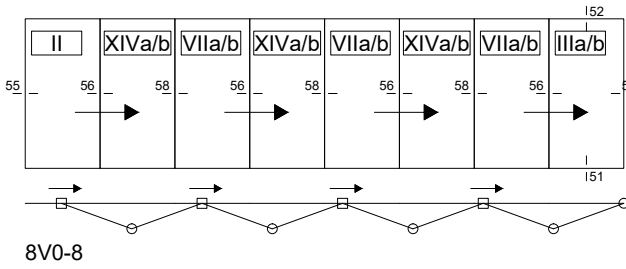 52
II XIVa/b VIIa/b XIVa/b VIIa/b XIVa/b VIIa/b IIIa/b
55 56 58 56 58 56 58 56
51
8V0-8